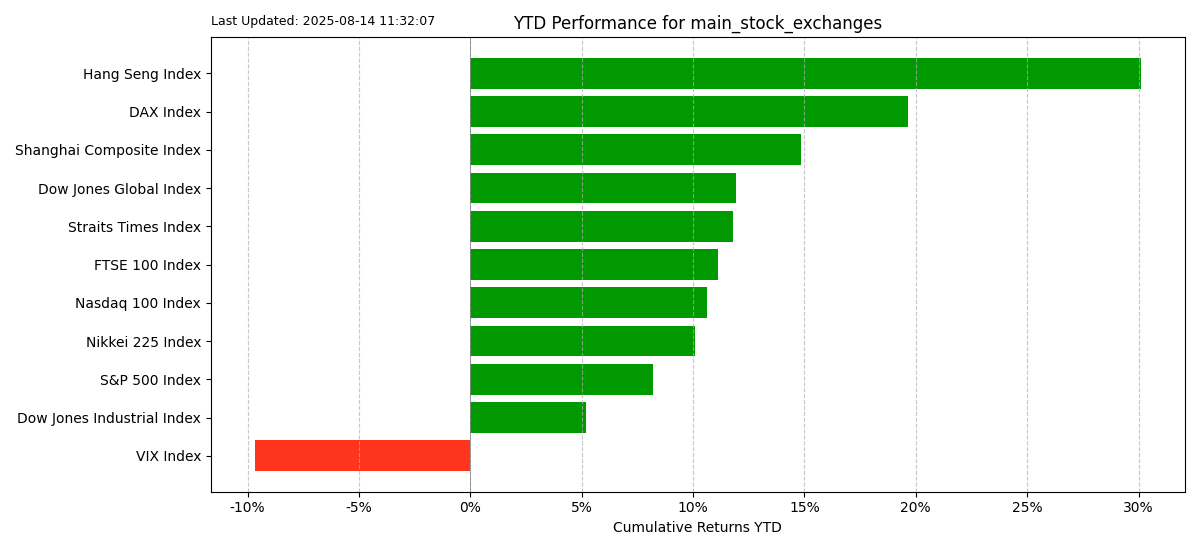 Last Updated: 2025-08-14 11:32:07
YTD Performance for main_stock_exchanges
Hang Seng Index
DAX Index
Shanghai Composite Index
Dow Jones Global Index
Straits Times Index
FTSE 100 Index
Nasdaq 100 Index
Nikkei 225 Index
S&P 500 Index
Dow Jones Industrial Index
VIX Index
-10% -5% 0% 5% 10% 15% 20% 25% 30%
Cumulative Returns YTD